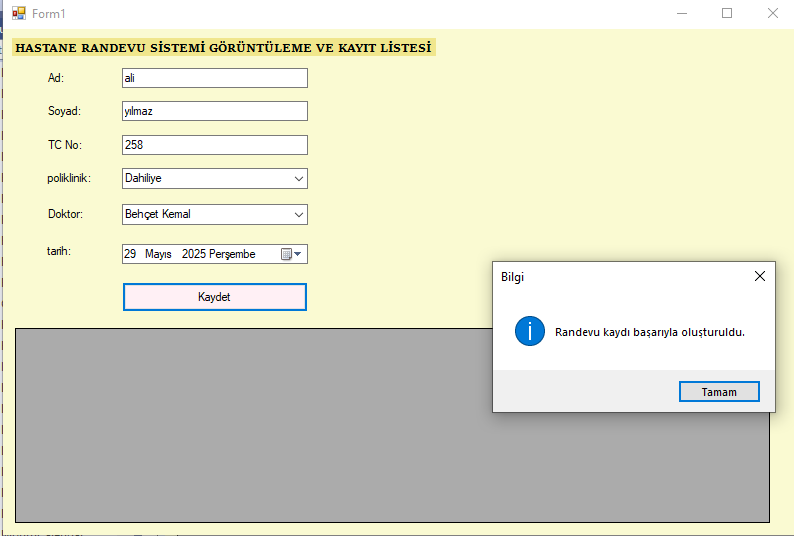 Form1
HASTANE RANDEVU SİSTEMİ GÖRÜNTÜLEME VE KAYIT LİSTESİ
Ad: ali
Soyad: yılmaz
TC No: 258
poliklinik: Dahiliye
Doktor: Behçet Kemal
tarih: 29 Mayıs 2025 Perşembe
Kaydet
Bilgi
Randevu kaydı başarıyla oluşturuldu.
Tamam